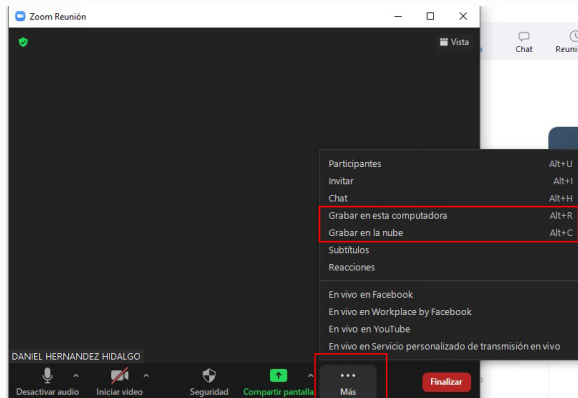 Zoom Reunión
Vista
Chat
Reuni
Participantes Alt+U
Invitar Alt+I
Chat Alt+H
Grabar en esta computadora Alt+R
Grabar en la nube Alt+C
Subtítulos
Reacciones
En vivo en Facebook
En vivo en Workplace by Facebook
En vivo en YouTube
En vivo en Servicio personalizado de transmisión en vivo
DANIEL HERNANDEZ HIDALGO
Desactivar audio Iniciar video Seguridad Compartir pantalla Más Finalizar